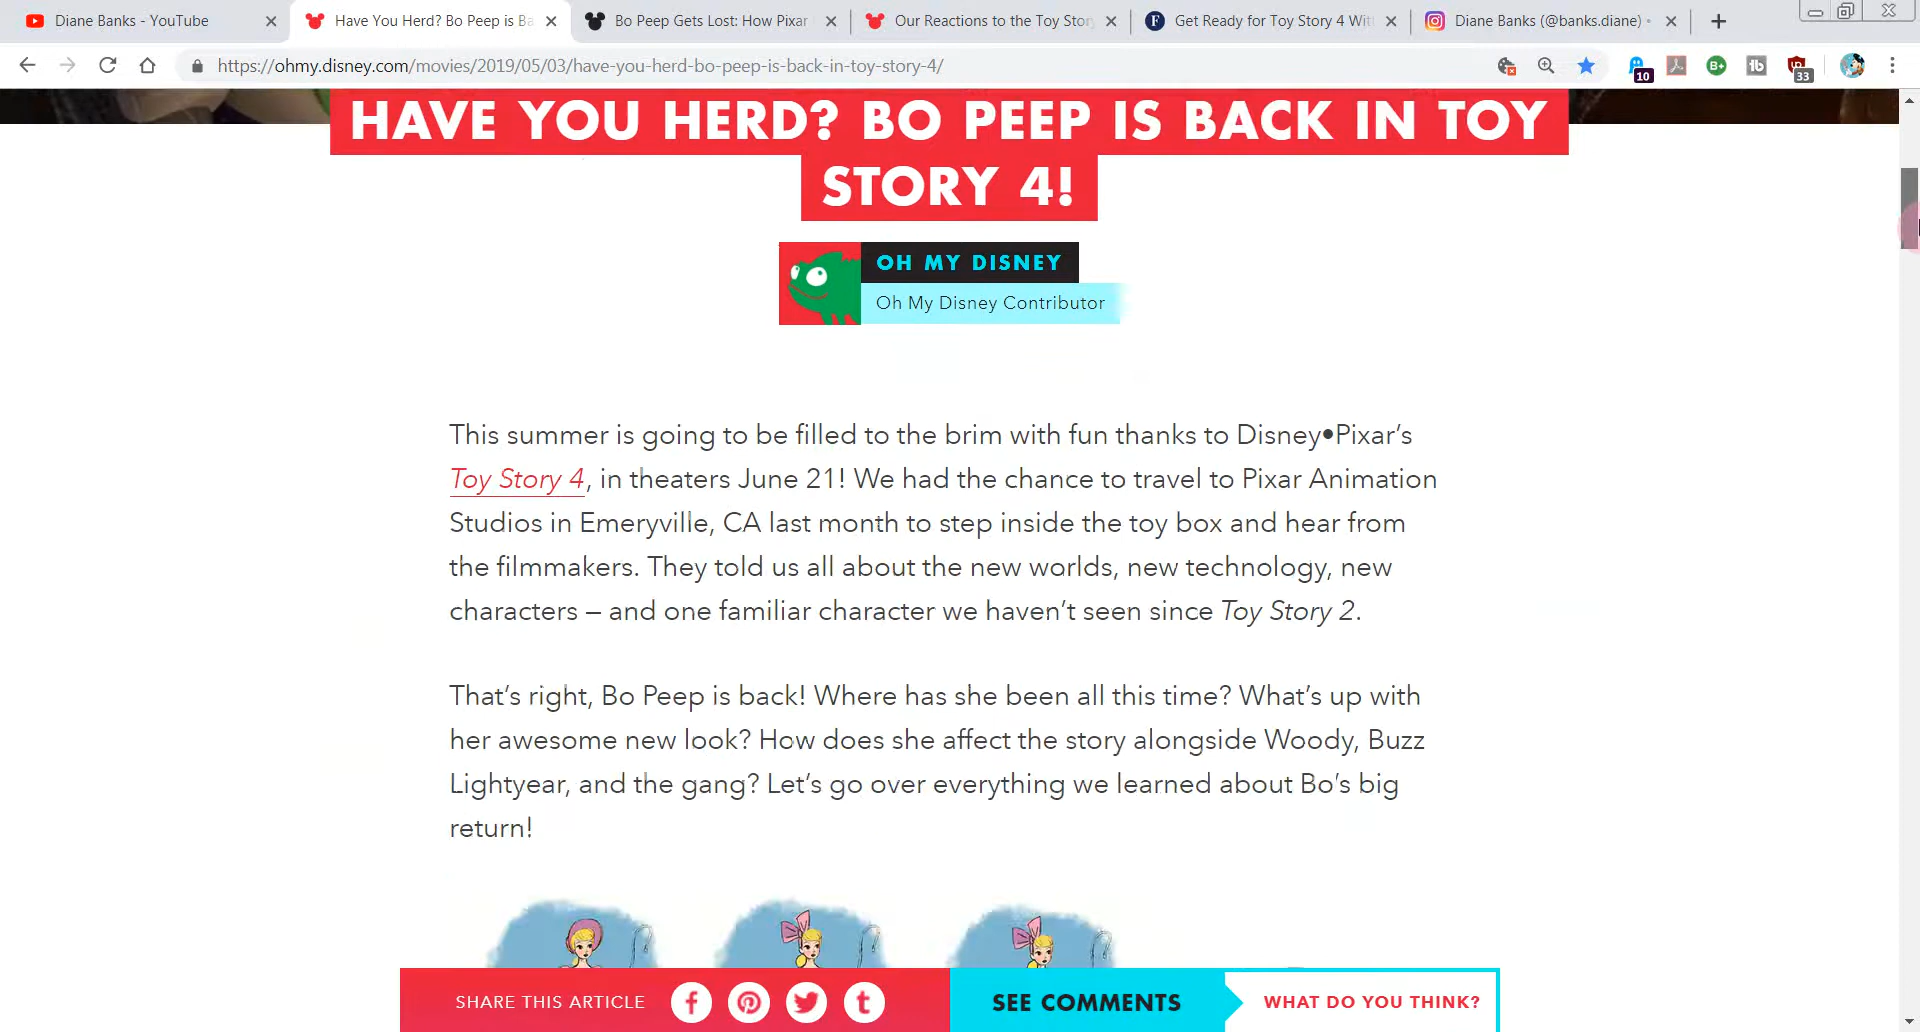 Diane Banks - YouTube
Have You Herd? Bo Peep is Ba
Bo Peep Gets Lost: How Pixar
Our Reactions to the Toy Stor
Get Ready for Toy Story 4 Wit
Diane Banks (@banks.diane) •
https://ohmy.disney.com/movies/2019/05/03/have-you-herd-bo-peep-is-back-in-toy-story-4/
10
B+
33
HAVE YOU HERD? BO PEEP IS BACK IN TOY
STORY 4!
OH MY DISNEY
Oh My Disney Contributor
This summer is going to be filled to the brim with fun thanks to Disney•Pixar’s
Toy Story 4, in theaters June 21! We had the chance to travel to Pixar Animation
Studios in Emeryville, CA last month to step inside the toy box and hear from
the filmmakers. They told us all about the new worlds, new technology, new
characters – and one familiar character we haven’t seen since Toy Story 2.
That’s right, Bo Peep is back! Where has she been all this time? What’s up with
her awesome new look? How does she affect the story alongside Woody, Buzz
Lightyear, and the gang? Let’s go over everything we learned about Bo’s big
return!
SHARE THIS ARTICLE
SEE COMMENTS
WHAT DO YOU THINK?